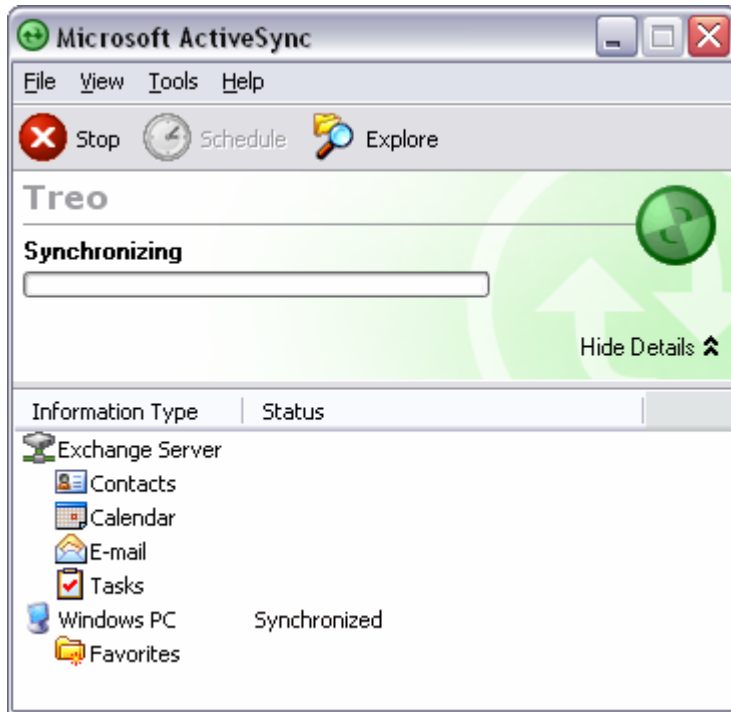 Microsoft ActiveSync
File View Tools Help
Stop Schedule Explore
Treo
Synchronizing
Hide Details
Information Type Status
Exchange Server
Contacts
Calendar
E-mail
Tasks
Windows PC Synchronized
Favorites